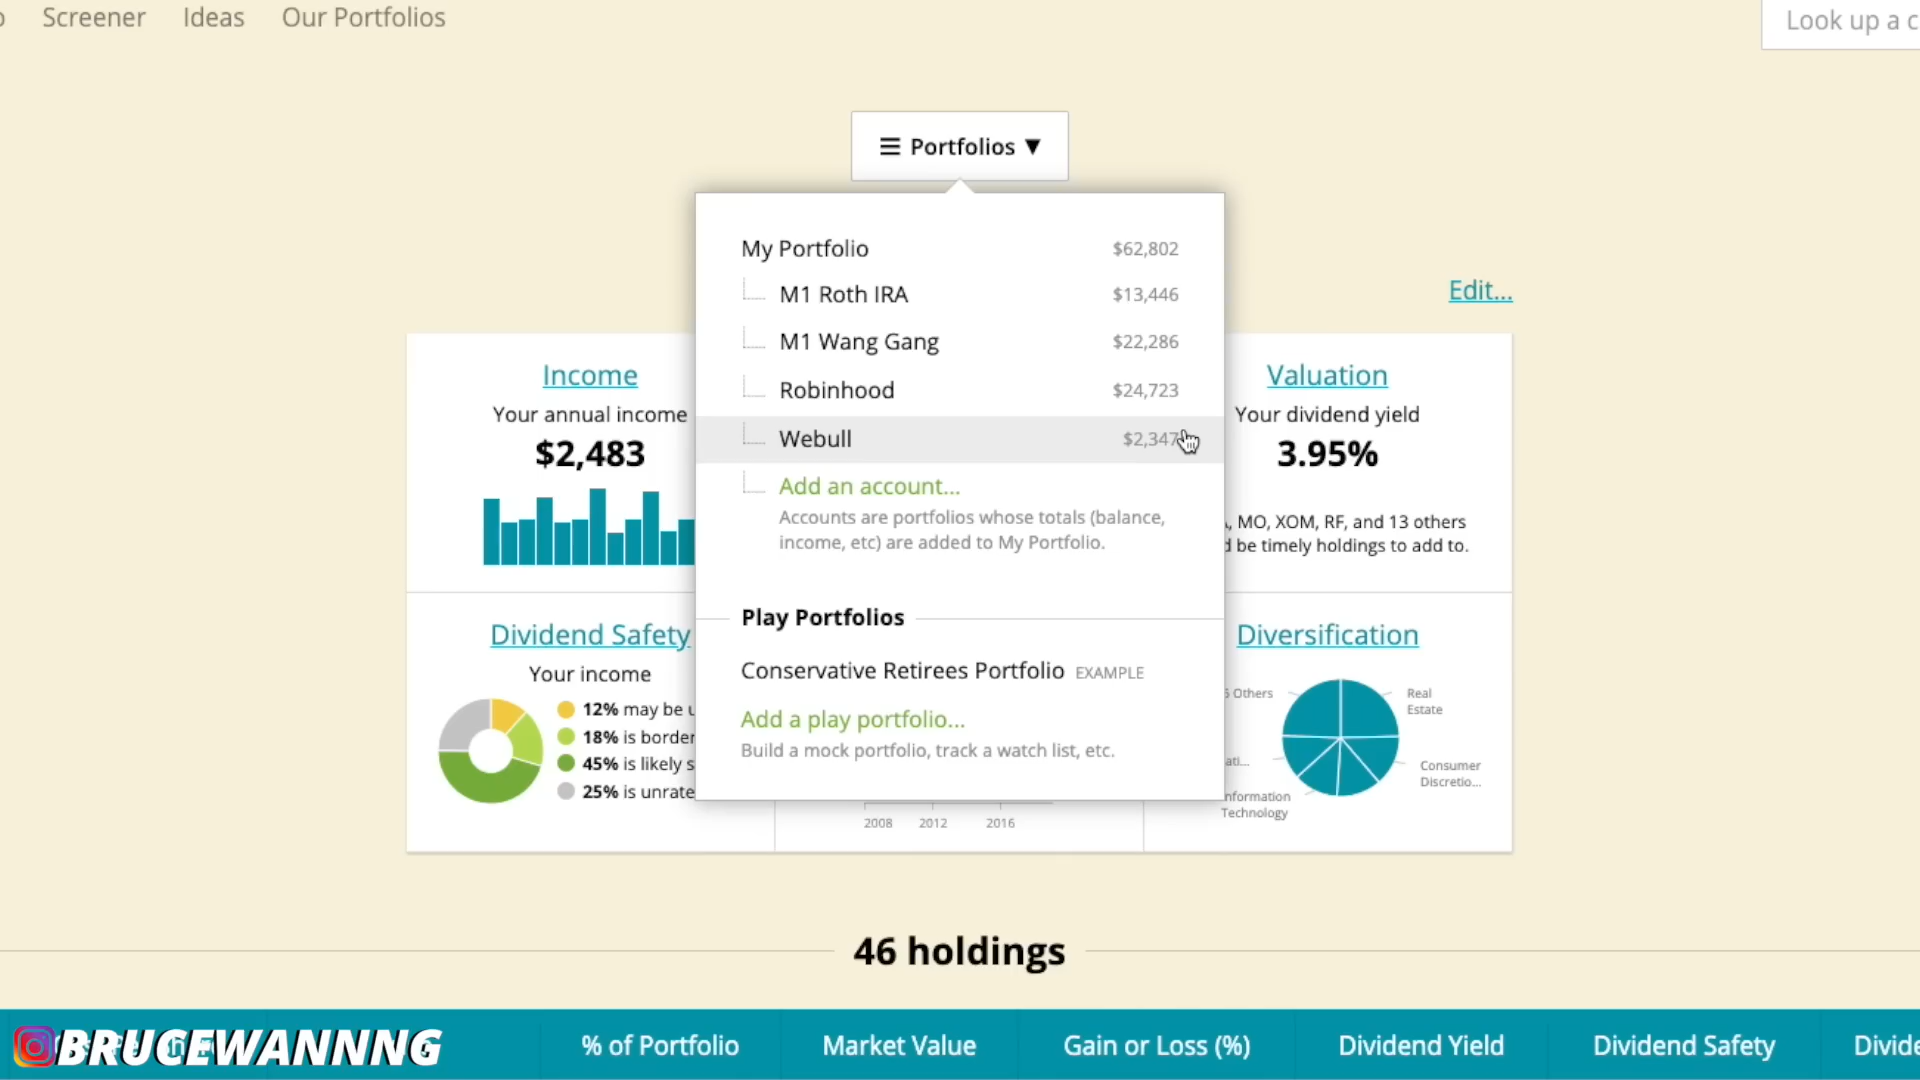 Screener Ideas Our Portfolios
Look up a c
Portfolios ▼
My Portfolio $62,802
M1 Roth IRA $13,446
M1 Wang Gang $22,286
Robinhood $24,723
Webull $2,347
Add an account...
Accounts are portfolios whose totals (balance,
income, etc) are added to My Portfolio.
Play Portfolios
Conservative Retirees Portfolio EXAMPLE
Add a play portfolio...
Build a mock portfolio, track a watch list, etc.
Edit...
Income
Your annual income
$2,483
Valuation
Your dividend yield
3.95%
, MO, XOM, RF, and 13 others
be timely holdings to add to.
Dividend Safety
Your income
12% may be u
18% is border
45% is likely s
25% is unrate
2008 2012 2016
Diversification
Others
Real
Estate
Consumer
Discretio...
ati...
nformation
Technology
46 holdings
BRUCEWANNNG
% of Portfolio Market Value Gain or Loss (%) Dividend Yield Dividend Safety Divide